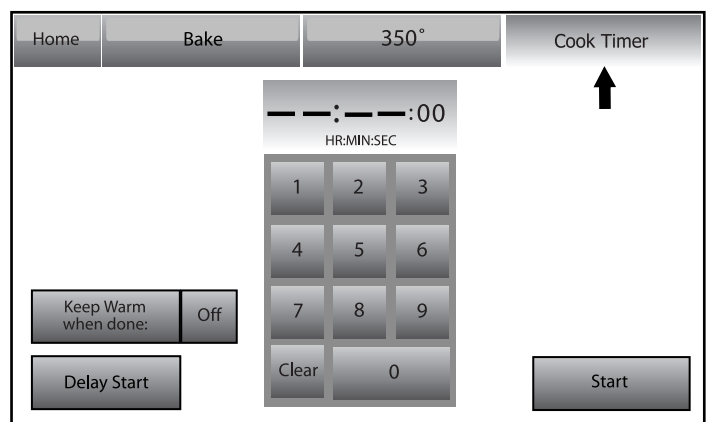 Home Bake 350° Cook Timer
– –:– –:00
HR:MIN:SEC
1 2 3
4 5 6
Keep Warm
when done: Off
7 8 9
Delay Start
Clear 0
Start